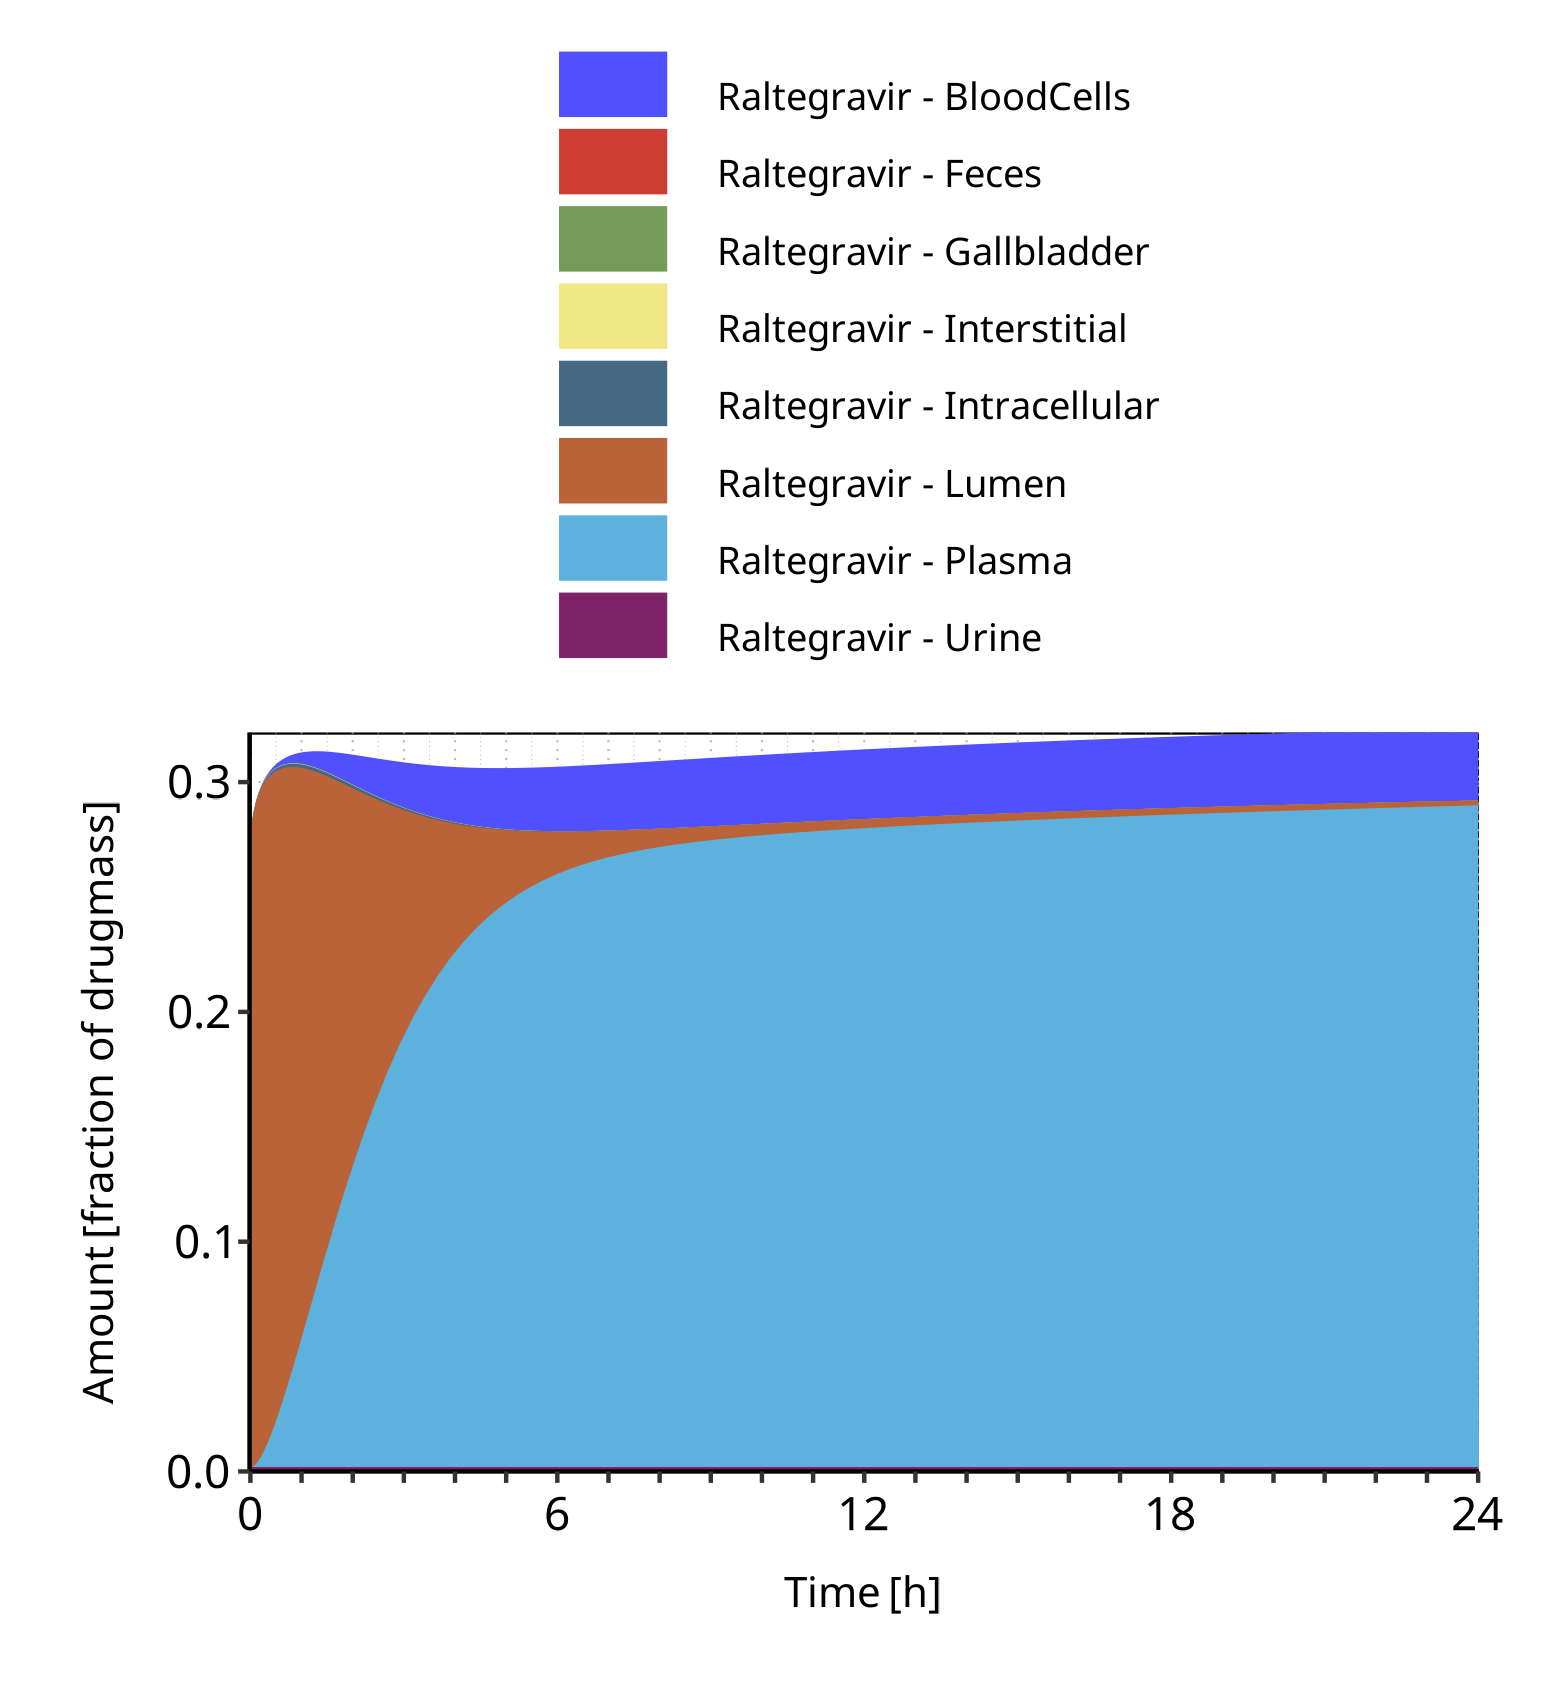 Raltegravir - BloodCells
Raltegravir - Feces
Raltegravir - Gallbladder
Raltegravir - Interstitial
Raltegravir - Intracellular
Raltegravir - Lumen
Raltegravir - Plasma
Raltegravir - Urine
Amount [fraction of drugmass]
0.3
0.2
0.1
0.0
0 6 12 18 24
Time [h]